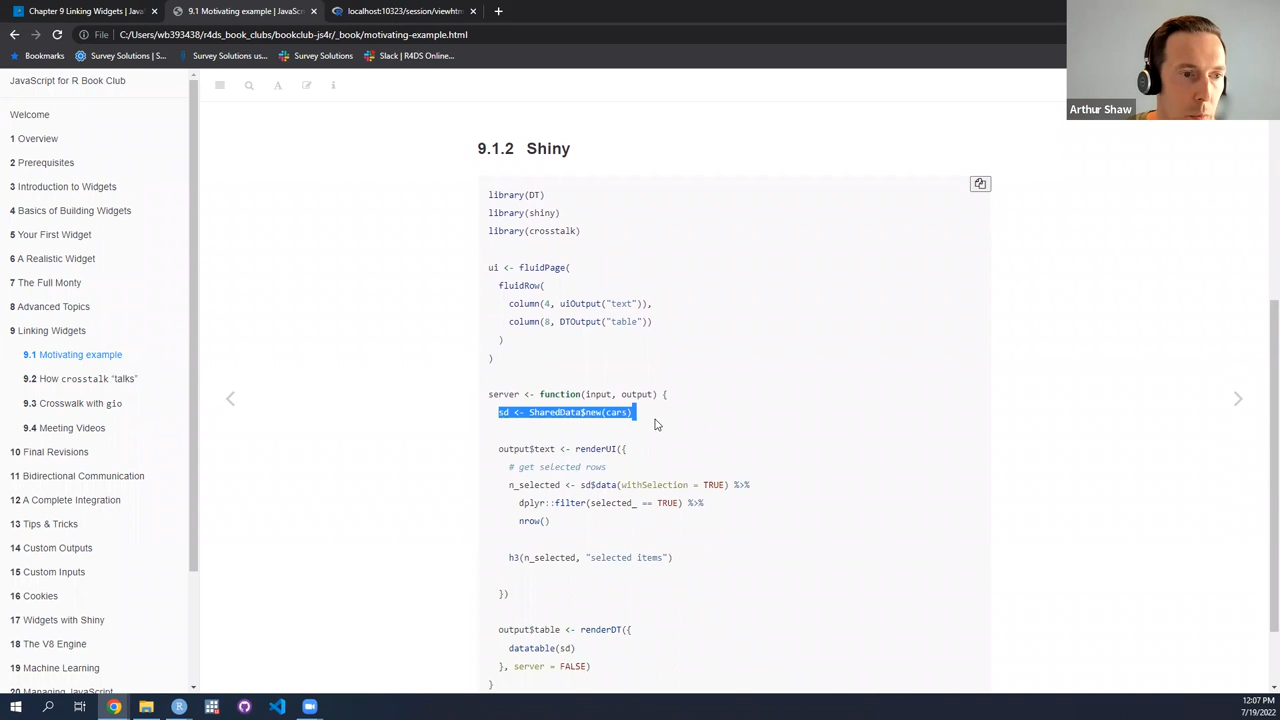 Chapter 9 Linking Widgets | Java
9.1 Motivating example | JavaScr
localhost:10323/session/viewhtm
File
C:/Users/wb393438/r4ds_book_clubs/bookclub-js4r/_book/motivating-example.html
Bookmarks
Survey Solutions | S...
Survey Solutions us...
Survey Solutions
Slack | R4DS Online...
Arthur Shaw
JavaScript for R Book Club
Welcome
1 Overview
2 Prerequisites
3 Introduction to Widgets
4 Basics of Building Widgets
5 Your First Widget
6 A Realistic Widget
7 The Full Monty
8 Advanced Topics
9 Linking Widgets
9.1 Motivating example
9.2 How crosstalk “talks”
9.3 Crosswalk with gio
9.4 Meeting Videos
10 Final Revisions
11 Bidirectional Communication
12 A Complete Integration
13 Tips & Tricks
14 Custom Outputs
15 Custom Inputs
16 Cookies
17 Widgets with Shiny
18 The V8 Engine
19 Machine Learning
20 Managing JavaScript
9.1.2 Shiny
library(DT)
library(shiny)
library(crosstalk)
ui <- fluidPage(
fluidRow(
column(4, uiOutput("text")),
column(8, DTOutput("table"))
)
)
server <- function(input, output) {
sd <- SharedData$new(cars)
output$text <- renderUI({
# get selected rows
n_selected <- sd$data(withSelection = TRUE) %>%
dplyr::filter(selected_ == TRUE) %>%
nrow()
h3(n_selected, "selected items")
})
output$table <- renderDT({
datatable(sd)
}, server = FALSE)
}
12:07 PM
7/19/2022